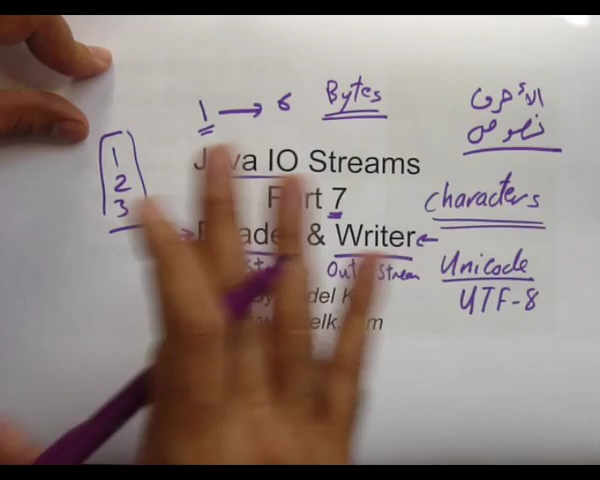 1 → 6 Bytes
الأحرف
نصوص
1
2
3
Java IO Streams
Part 7
characters
& Writer
Unicode
UTF-8